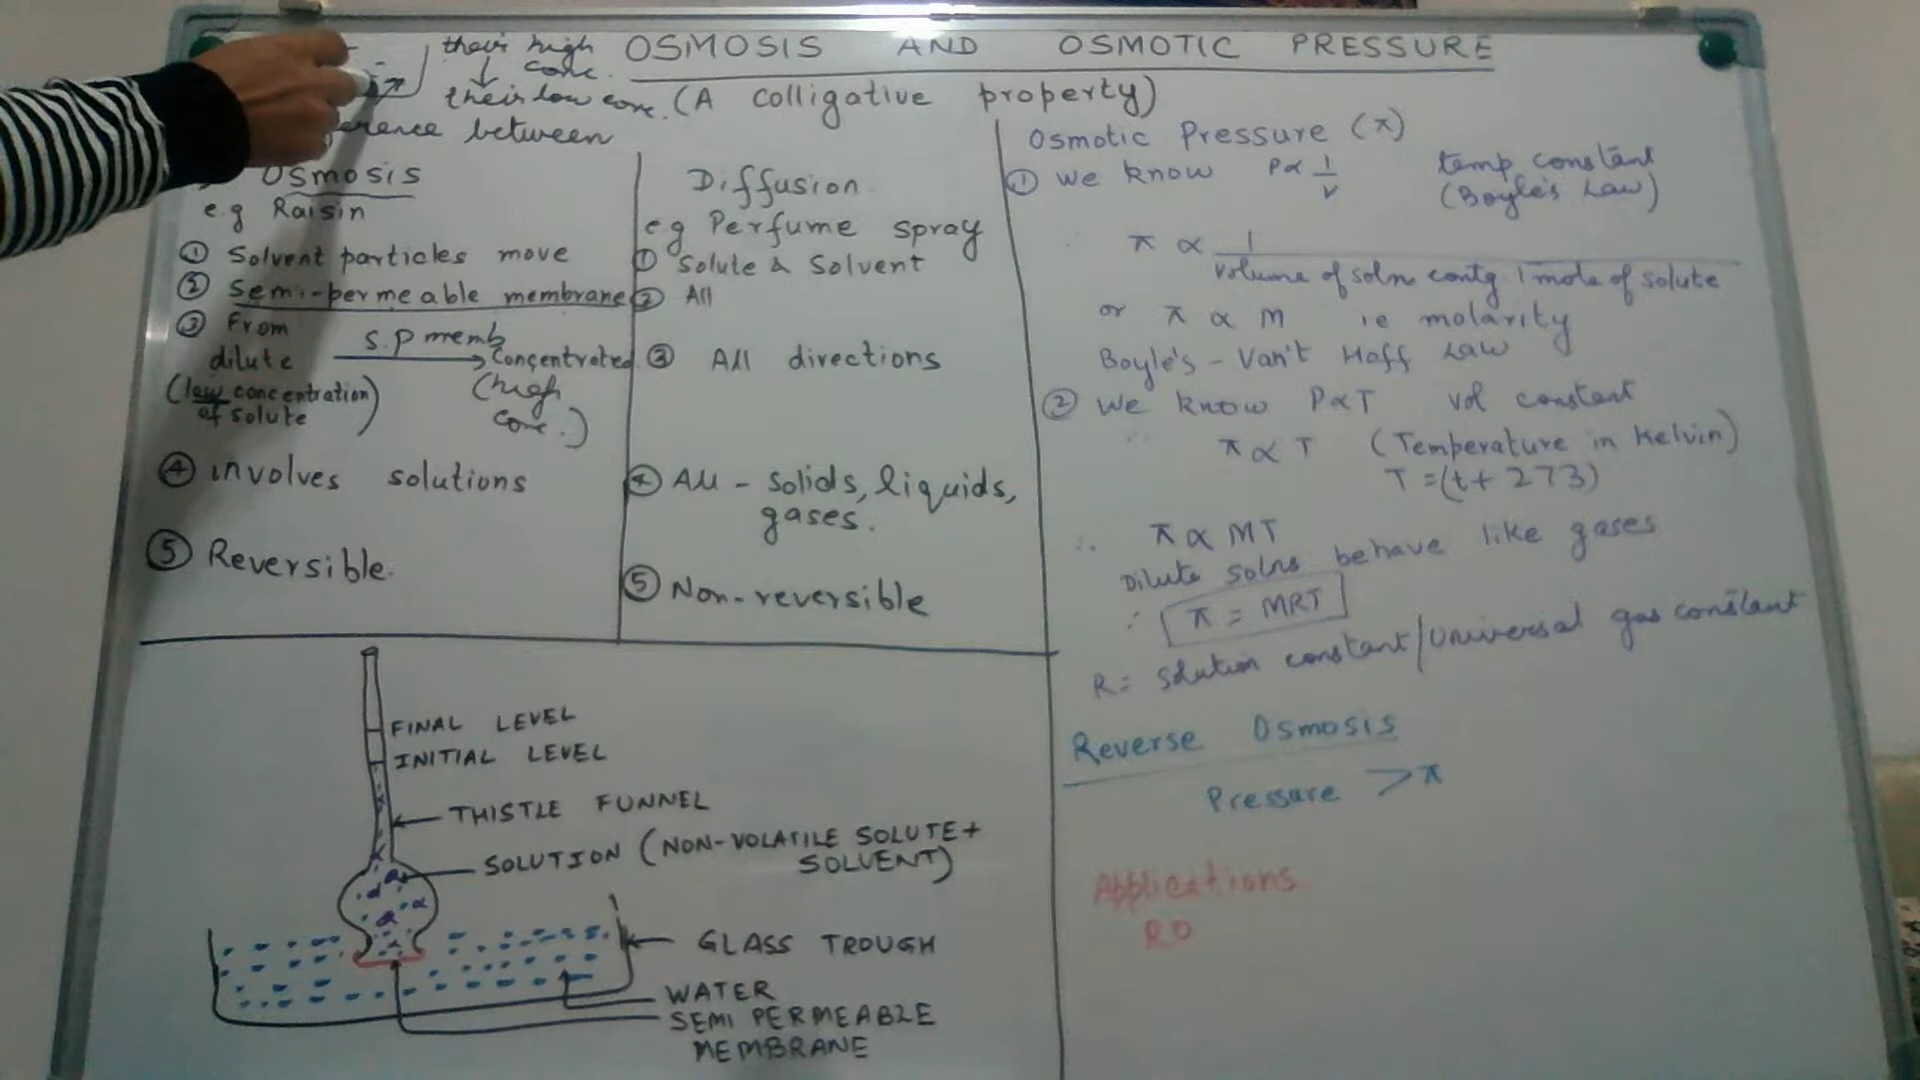 their high
conc.
OSMOSIS AND OSMOTIC PRESSURE
their low conc.
(A colligative property)
ference between
Osmosis
e.g Raisin
① Solvent particles move
② Semi-permeable membrane
③ From
dilute
s.p memb
Concentrated
(low concentration)
of solute
(high
conc.)
④ involves solutions
⑤ Reversible.
Diffusion
eg Perfume spray
① Solute & Solvent
② All
③ All directions
④ All - solids, liquids,
gases.
⑤ Non-reversible
Osmotic Pressure (π)
① We know P∝ 1/V temp constant
(Boyle's Law)
π ∝ 1
volume of soln contg 1 mole of solute
or π ∝ M ie molarity
Boyle's - Van't Hoff Law
② We know P∝T vol constant
π ∝ T (Temperature in Kelvin)
T = (t + 273)
∴ π ∝ MT
Dilute solns behave like gases
∴ π = MRT
R = solution constant/universal gas constant
Reverse Osmosis
Pressure > π
Applications
RO
FINAL LEVEL
INITIAL LEVEL
THISTLE FUNNEL
SOLUTION (NON-VOLATILE SOLUTE +
SOLVENT)
GLASS TROUGH
WATER
SEMI PERMEABLE
MEMBRANE